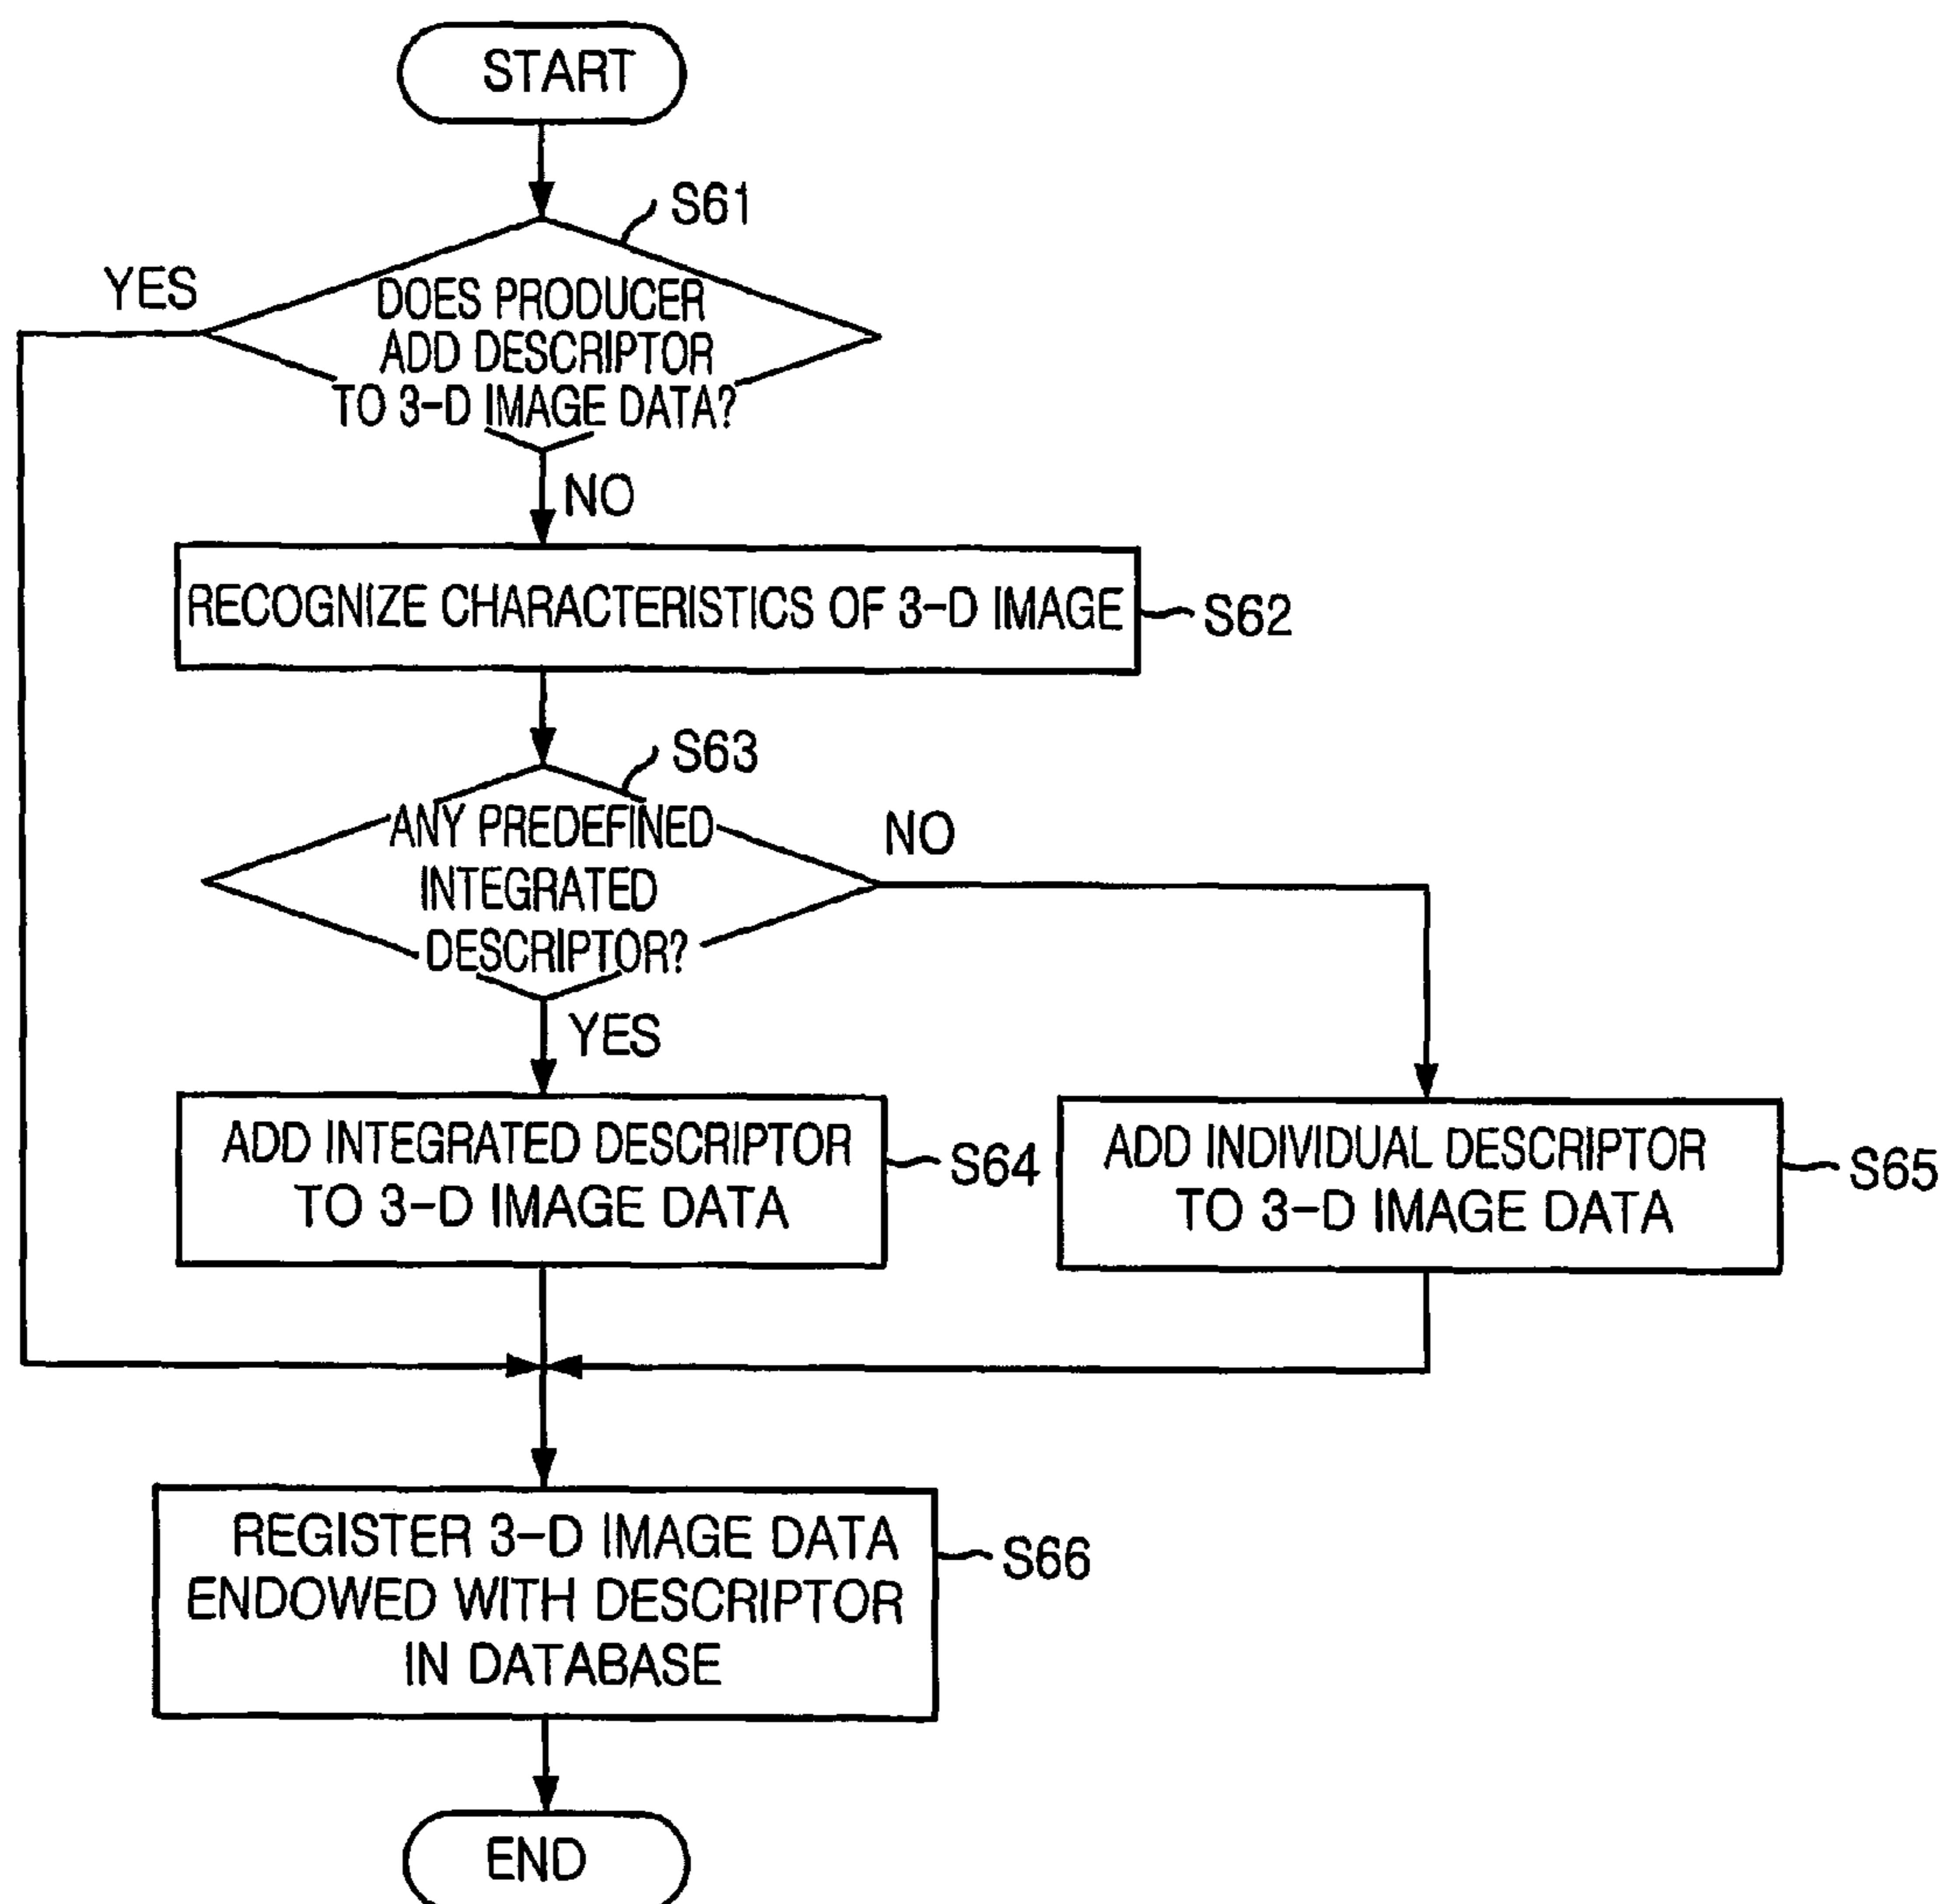 START
S61
YES
DOES PRODUCER
ADD DESCRIPTOR
TO 3-D IMAGE DATA?
NO
RECOGNIZE CHARACTERISTICS OF 3-D IMAGE
S62
S63
ANY PREDEFINED
INTEGRATED
DESCRIPTOR?
NO
YES
ADD INTEGRATED DESCRIPTOR
TO 3-D IMAGE DATA
S64
ADD INDIVIDUAL DESCRIPTOR
TO 3-D IMAGE DATA
S65
REGISTER 3-D IMAGE DATA
ENDOWED WITH DESCRIPTOR
IN DATABASE
S66
END